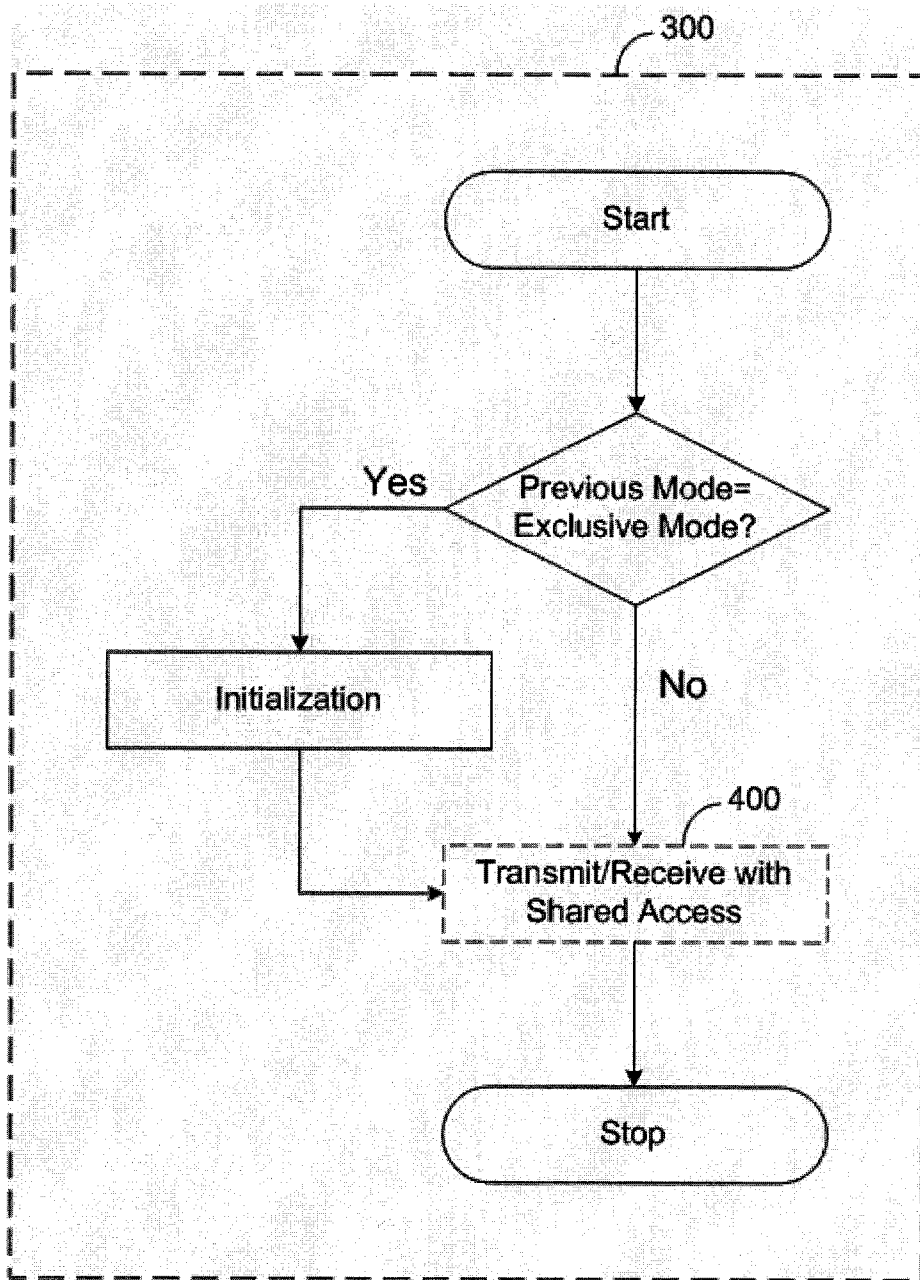 300
Start
Previous Mode=
Exclusive Mode?
Yes
Initialization
No
400
Transmit/Receive with
Shared Access
Stop